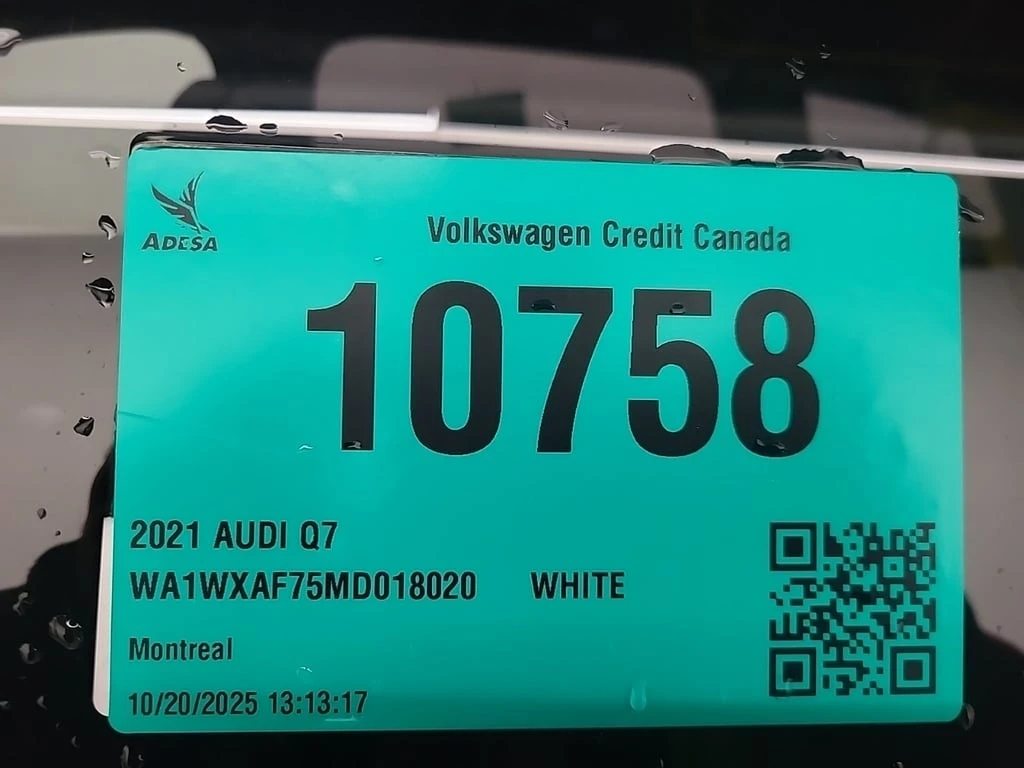 ADESA
Volkswagen Credit Canada
10758
2021 AUDI Q7
WA1WXAF75MD018020 WHITE
Montreal
10/20/2025 13:13:17